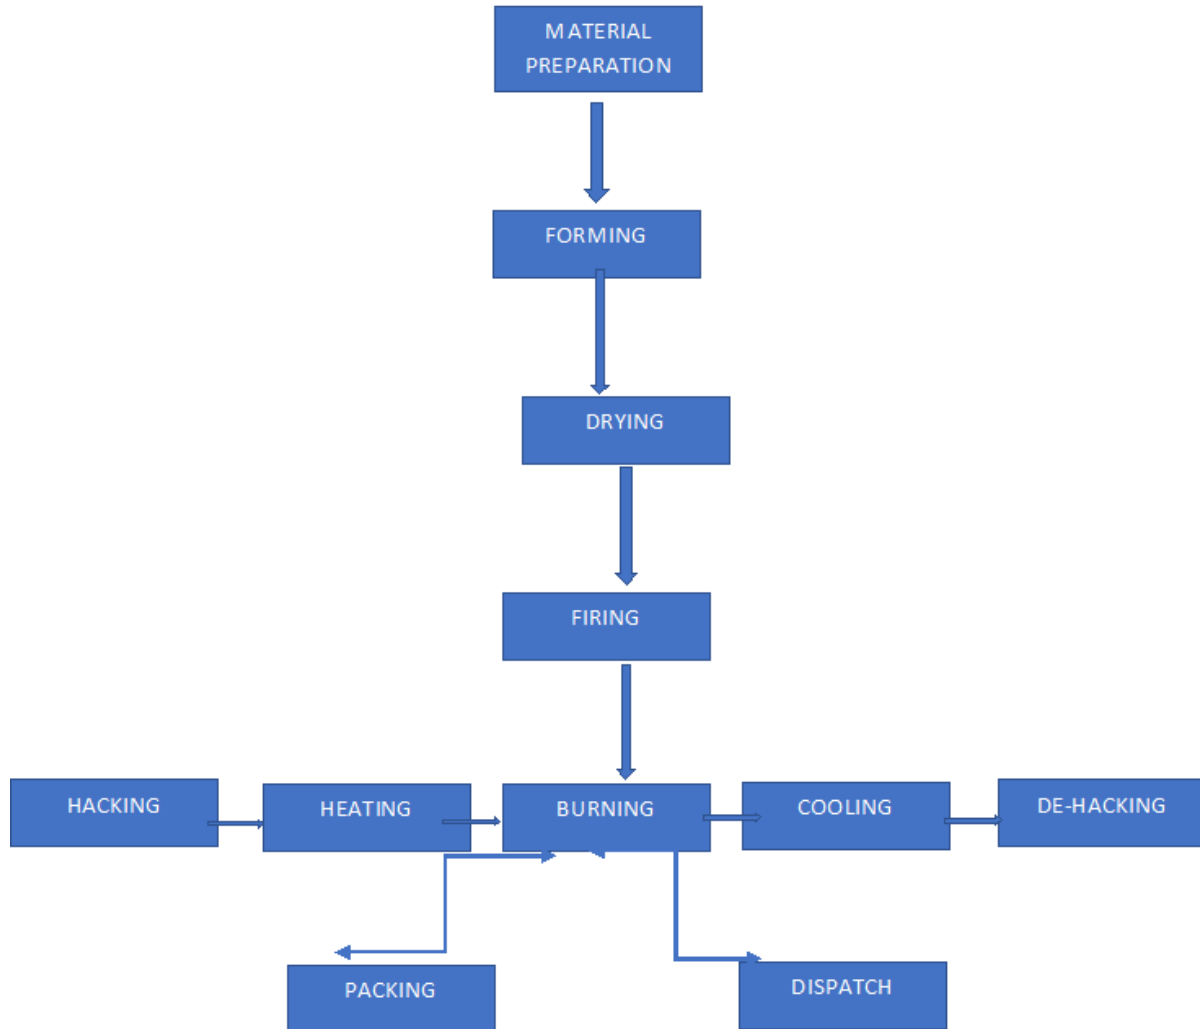 MATERIAL
PREPARATION
FORMING
DRYING
FIRING
HACKING
HEATING
BURNING
COOLING
DE-HACKING
PACKING
DISPATCH